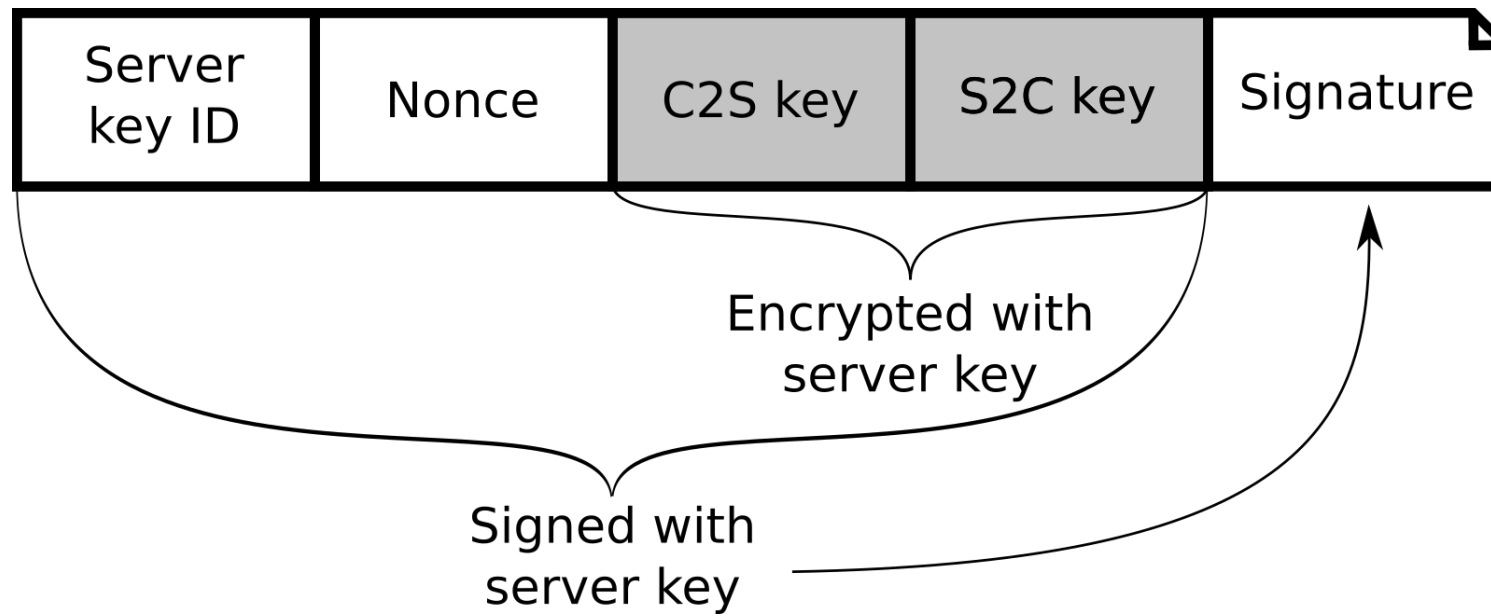 Server
key ID
Nonce
C2S key
S2C key
Signature
Encrypted with
server key
Signed with
server key